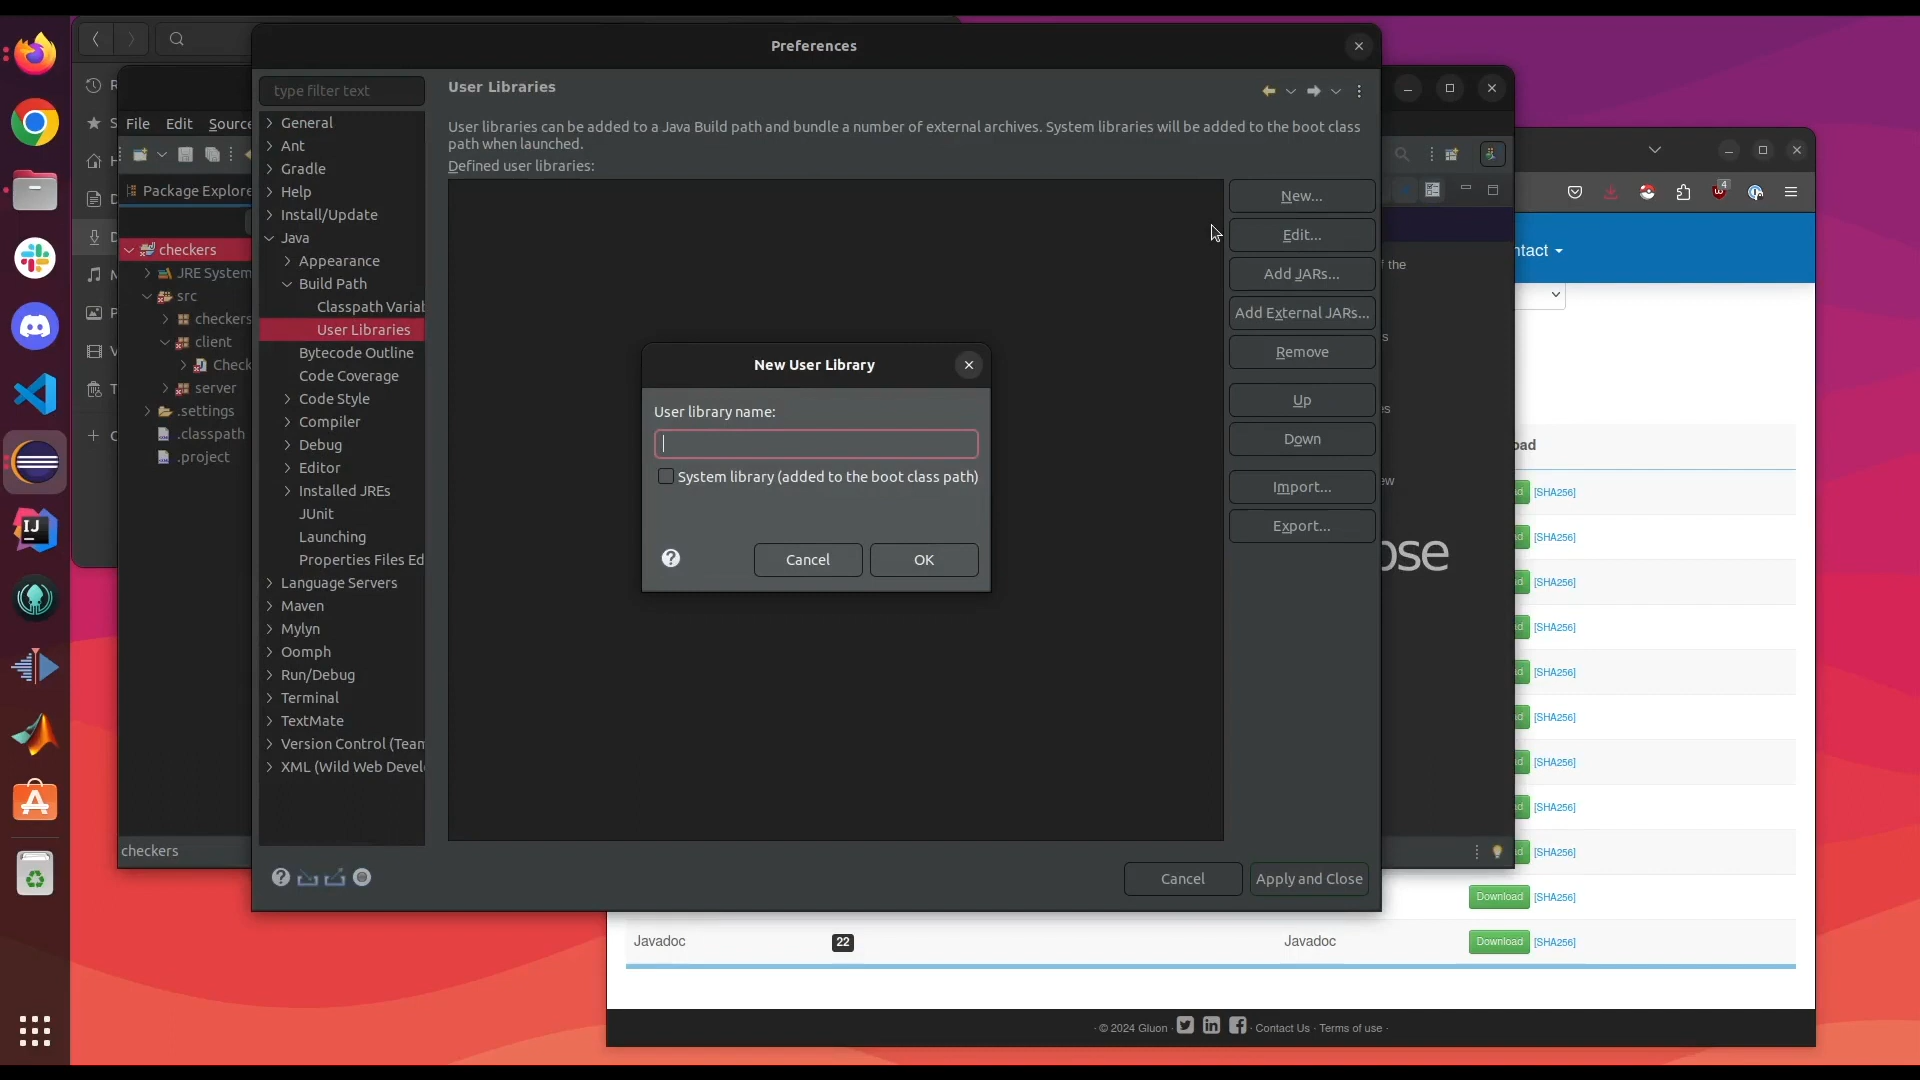 Preferences
type filter text
General
Ant
Gradle
Help
Install/Update
Java
Appearance
Build Path
Classpath Varia
User Libraries
Bytecode Outline
Code Coverage
Code Style
Compiler
Debug
Editor
Installed JREs
JUnit
Launching
Properties Files Ed
Language Servers
Maven
Mylyn
Oomph
Run/Debug
Terminal
TextMate
Version Control (Team
XML (Wild Web Devel
User Libraries
User libraries can be added to a Java Build path and bundle a number of external archives. System libraries will be added to the boot class
path when launched.
Defined user libraries:
New...
Edit...
Add JARs...
Add External JARs...
Remove
Up
Down
Import...
Export...
Cancel
Apply and Close
New User Library
User library name:
System library (added to the boot class path)
Cancel
OK
File Edit Source
Package Explore
checkers
JRE System
src
checkers
client
Check
server
.settings
.classpath
.project
checkers
f the
ose
ntact
4
oad
[SHA256]
[SHA256]
[SHA256]
[SHA256]
[SHA256]
[SHA256]
[SHA256]
[SHA256]
[SHA256]
Download [SHA256]
Javadoc 22 Javadoc Download [SHA256]
· © 2024 Gluon · · Contact Us · Terms of use ·
IJ